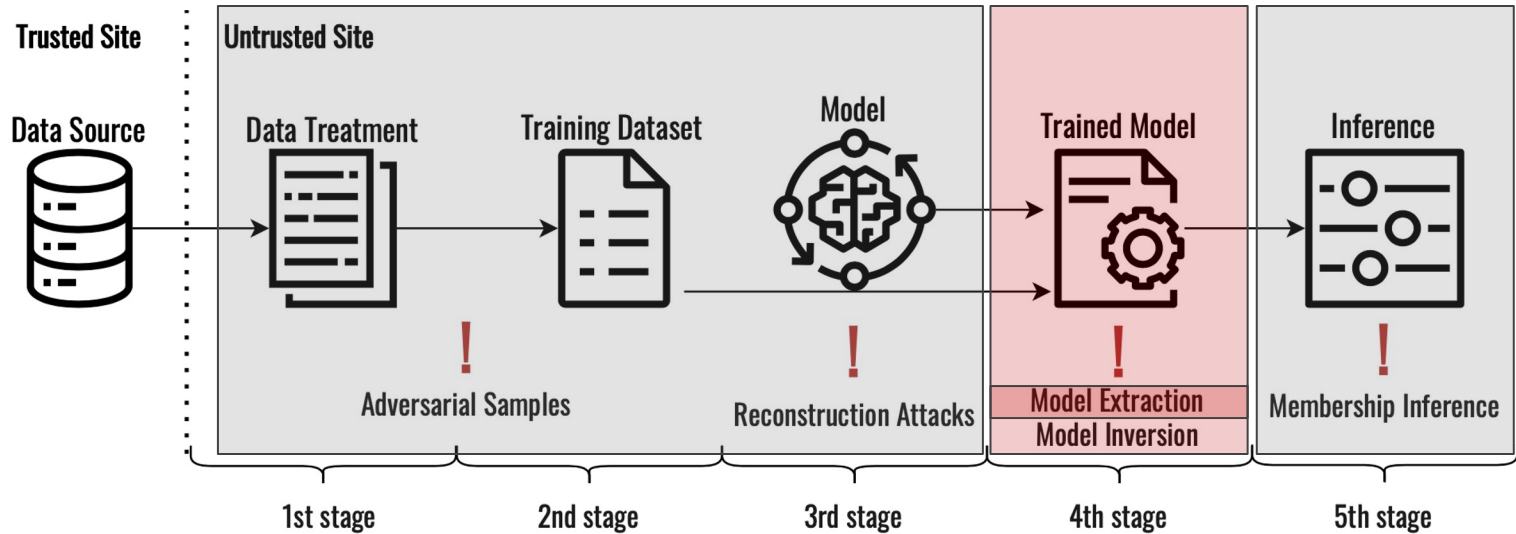 Trusted Site
Untrusted Site
Data Source
Data Treatment
Training Dataset
Model
Trained Model
Inference
!
!
!
!
Adversarial Samples
Reconstruction Attacks
Model Extraction
Model Inversion
Membership Inference
1st stage
2nd stage
3rd stage
4th stage
5th stage